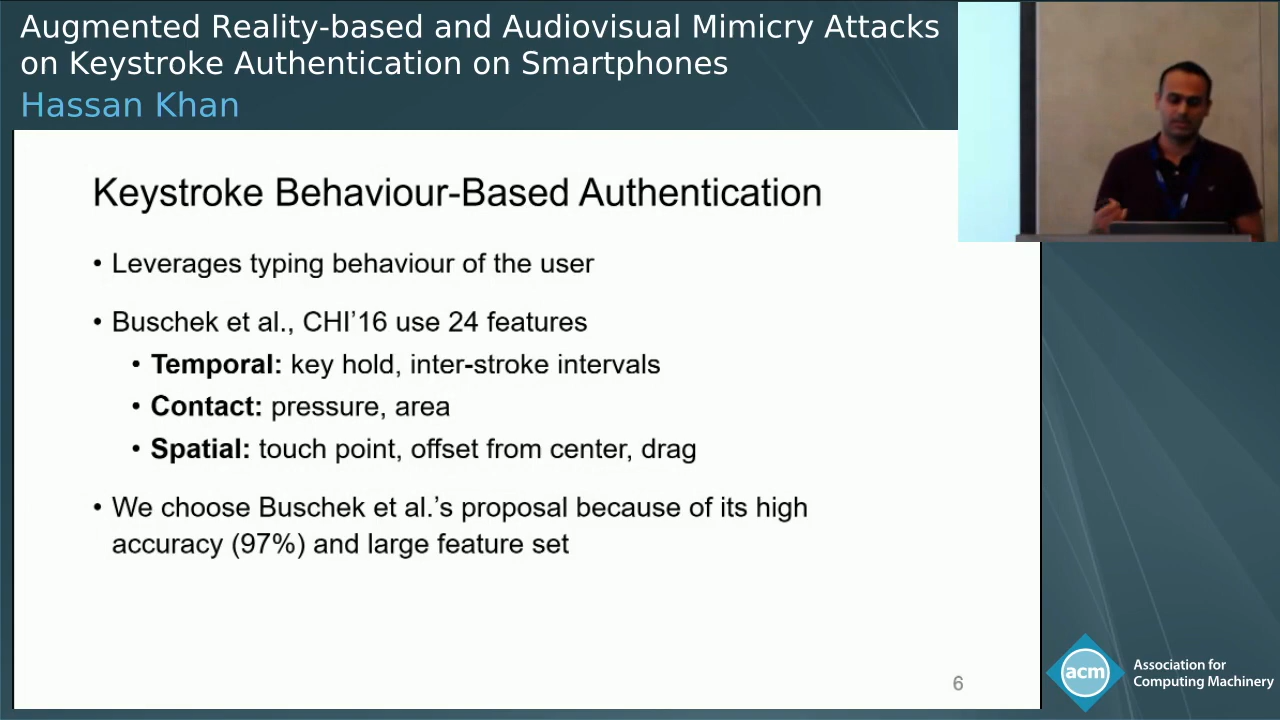 Augmented Reality-based and Audiovisual Mimicry Attacks
on Keystroke Authentication on Smartphones
Hassan Khan
Keystroke Behaviour-Based Authentication
• Leverages typing behaviour of the user
• Buschek et al., CHI’16 use 24 features
• Temporal: key hold, inter-stroke intervals
• Contact: pressure, area
• Spatial: touch point, offset from center, drag
• We choose Buschek et al.’s proposal because of its high
accuracy (97%) and large feature set
6
acm
Association for
Computing Machinery